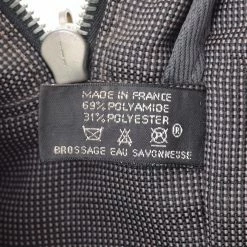 MADE IN FRANCE
69% POLYAMIDE
31% POLYESTER
®
BROSSAGE EAU SAVONNEUSE